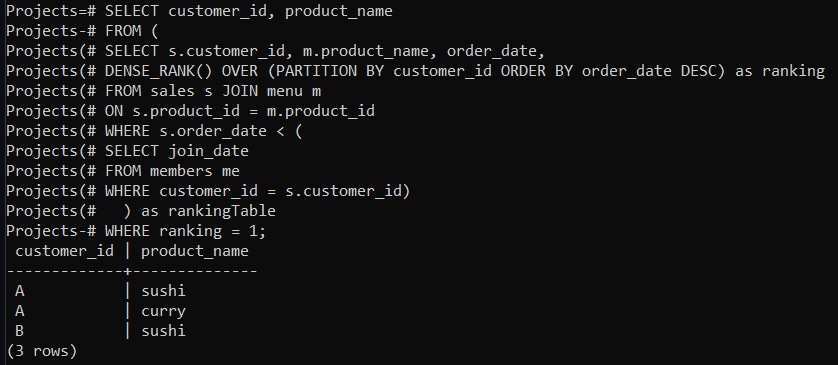 Projects=# SELECT customer_id, product_name
Projects-# FROM (
Projects(# SELECT s.customer_id, m.product_name, order_date,
Projects(# DENSE_RANK() OVER (PARTITION BY customer_id ORDER BY order_date DESC) as ranking
Projects(# FROM sales s JOIN menu m
Projects(# ON s.product_id = m.product_id
Projects(# WHERE s.order_date < (
Projects(# SELECT join_date
Projects(# FROM members me
Projects(# WHERE customer_id = s.customer_id)
Projects(#   ) as rankingTable
Projects-# WHERE ranking = 1;
 customer_id | product_name
-------------+--------------
 A           | sushi
 A           | curry
 B           | sushi
(3 rows)